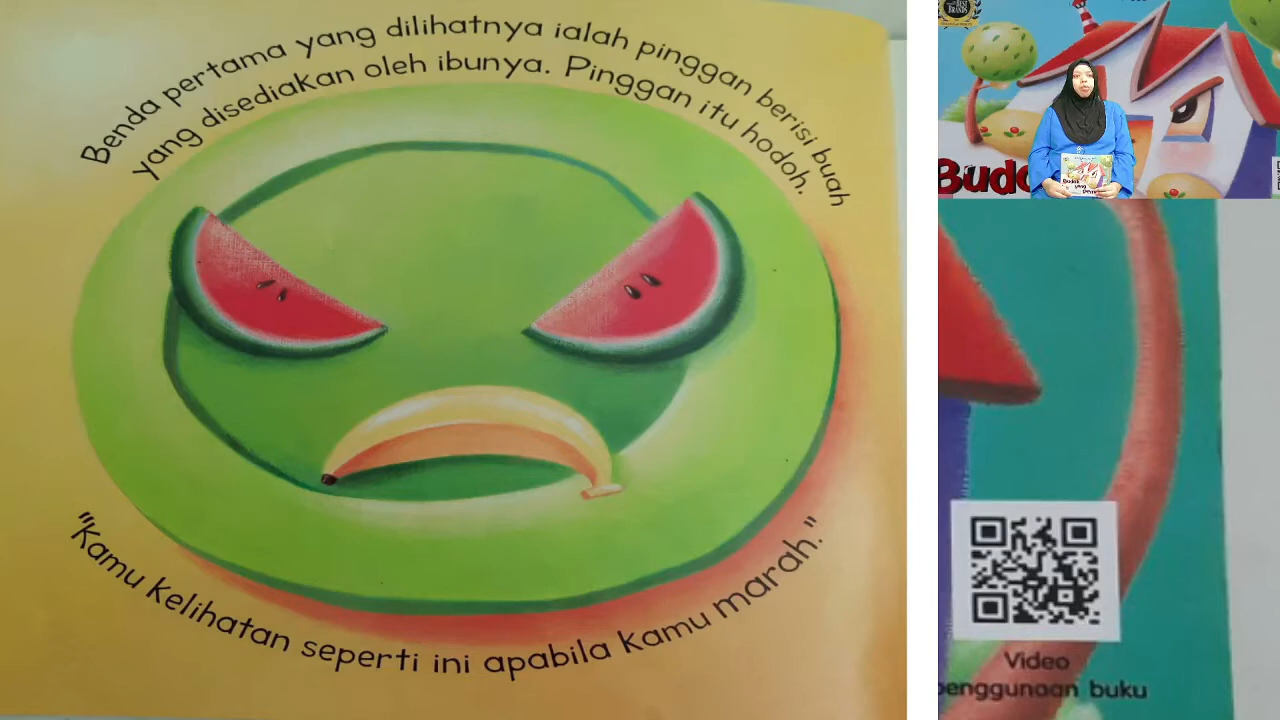 Benda pertama yang dilihatnya ialah pinggan berisi buah
yang disediakan oleh ibunya. Pinggan itu hodoh.
"Kamu kelihatan seperti ini apabila kamu marah."
Video
penggunaan buku